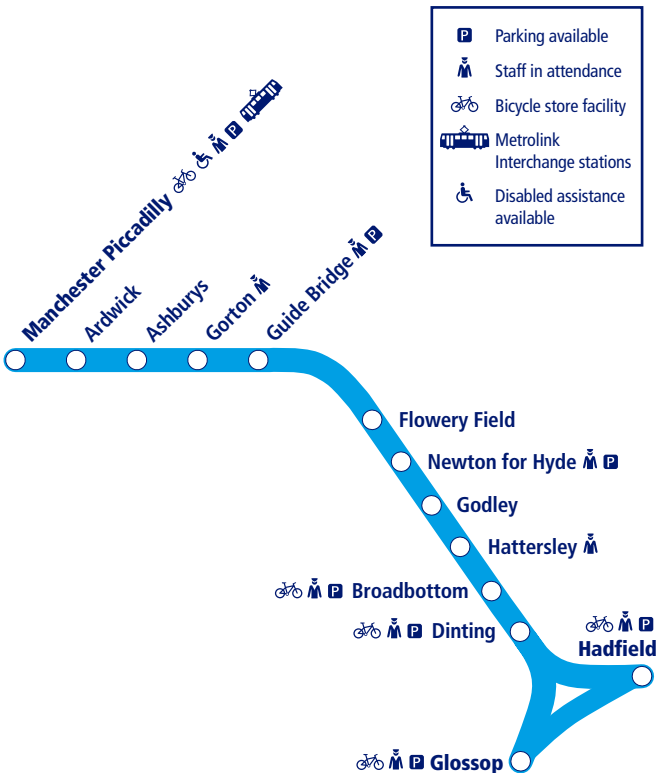 P Parking available
Staff in attendance
Bicycle store facility
Metrolink
Interchange stations
Disabled assistance
available
Manchester Piccadilly P
Ardwick
Ashburys
Gorton
Guide Bridge P
Flowery Field
Newton for Hyde P
Godley
Hattersley
P Broadbottom
P Dinting
P
Hadfield
P Glossop